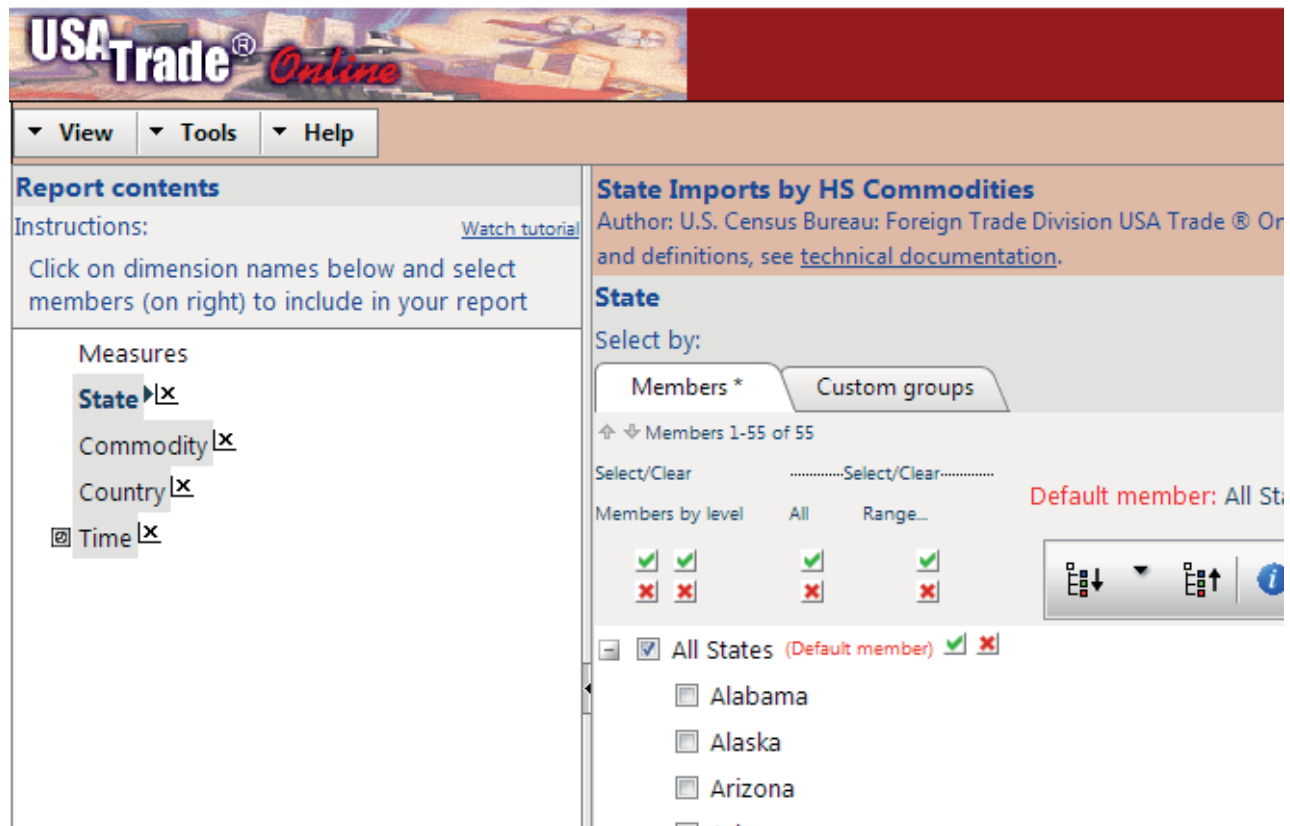 USATrade® Online
View Tools Help
Report contents
Instructions: Watch tutorial
Click on dimension names below and select
members (on right) to include in your report
Measures
State
Commodity
Country
Time
State Imports by HS Commodities
Author: U.S. Census Bureau: Foreign Trade Division USA Trade ®
and definitions, see technical documentation.
State
Select by:
Members * Custom groups
Members 1-55 of 55
Select/Clear ------------Select/Clear------------
Members by level All Range...
Default member: All
All States (Default member)
Alabama
Alaska
Arizona